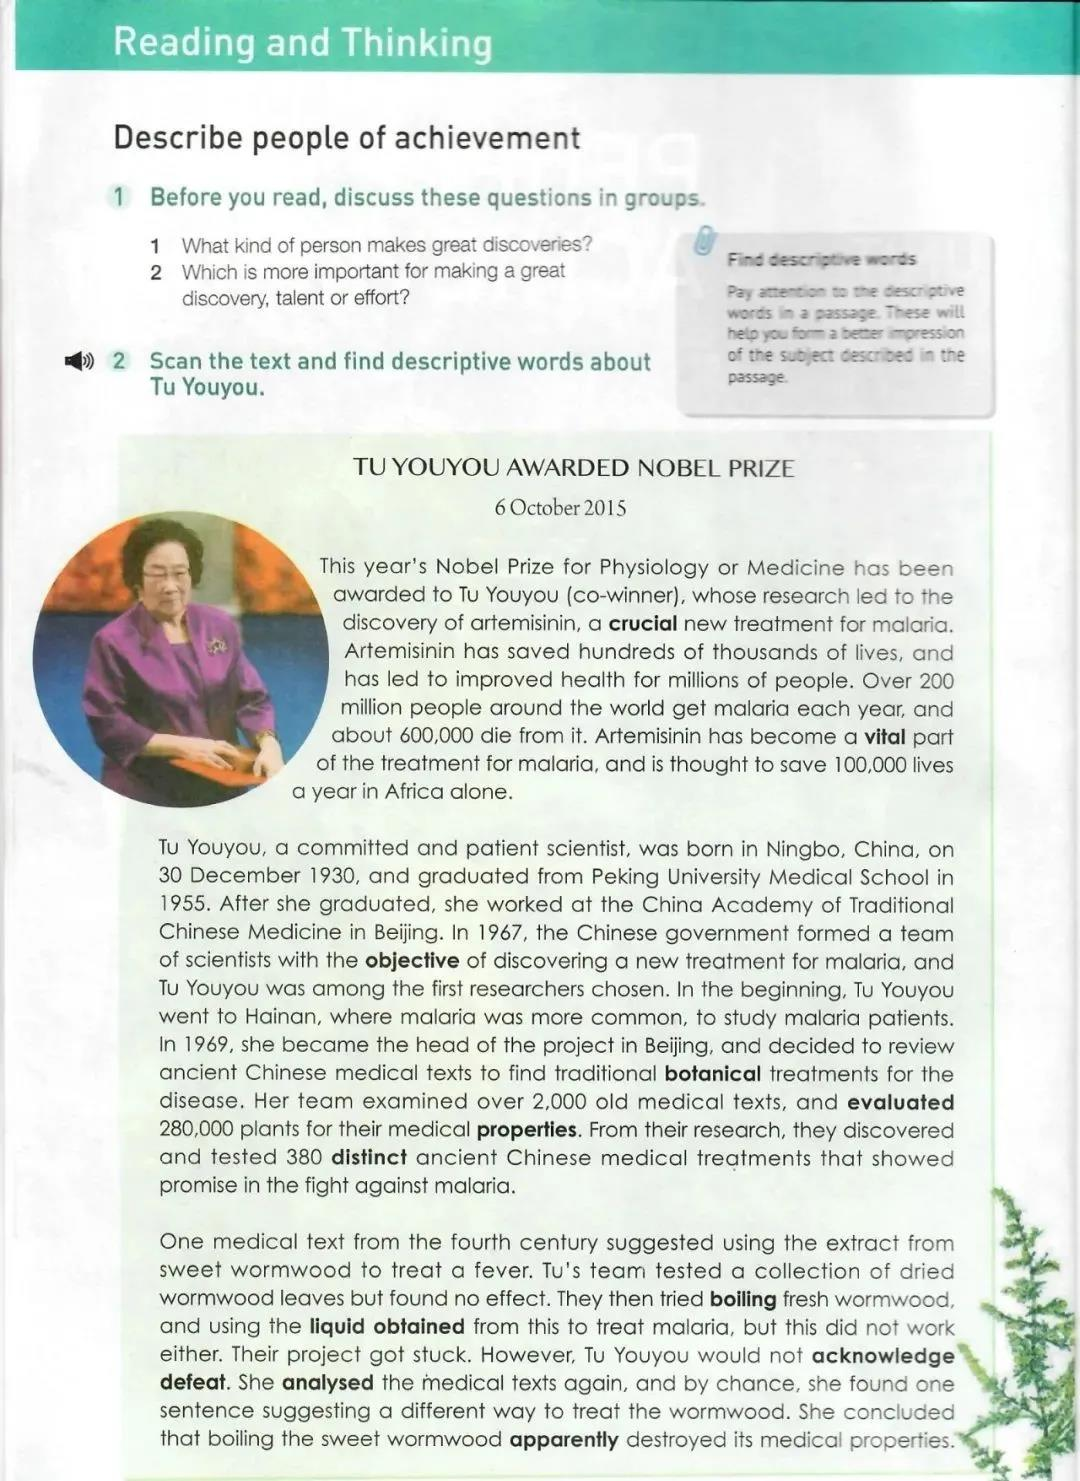 Reading and Thinking
Describe people of achievement
1 Before you read, discuss these questions in groups.
1 What kind of person makes great discoveries?
2 Which is more important for making a great
discovery, talent or effort?
Find descriptive words
Pay attention to the descriptive
words in a passage. These will
help you form a better impression
of the subject described in the
passage.
2 Scan the text and find descriptive words about
Tu Youyou.
TU YOUYOU AWARDED NOBEL PRIZE
6 October 2015
This year's Nobel Prize for Physiology or Medicine has been
awarded to Tu Youyou (co-winner), whose research led to the
discovery of artemisinin, a crucial new treatment for malaria.
Artemisinin has saved hundreds of thousands of lives, and
has led to improved health for millions of people. Over 200
million people around the world get malaria each year, and
about 600,000 die from it. Artemisinin has become a vital part
of the treatment for malaria, and is thought to save 100,000 lives
a year in Africa alone.
Tu Youyou, a committed and patient scientist, was born in Ningbo, China, on
30 December 1930, and graduated from Peking University Medical School in
1955. After she graduated, she worked at the China Academy of Traditional
Chinese Medicine in Beijing. In 1967, the Chinese government formed a team
of scientists with the objective of discovering a new treatment for malaria, and
Tu Youyou was among the first researchers chosen. In the beginning, Tu Youyou
went to Hainan, where malaria was more common, to study malaria patients.
In 1969, she became the head of the project in Beijing, and decided to review
ancient Chinese medical texts to find traditional botanical treatments for the
disease. Her team examined over 2,000 old medical texts, and evaluated
280,000 plants for their medical properties. From their research, they discovered
and tested 380 distinct ancient Chinese medical treatments that showed
promise in the fight against malaria.
One medical text from the fourth century suggested using the extract from
sweet wormwood to treat a fever. Tu's team tested a collection of dried
wormwood leaves but found no effect. They then tried boiling fresh wormwood,
and using the liquid obtained from this to treat malaria, but this did not work
either. Their project got stuck. However, Tu Youyou would not acknowledge
defeat. She analysed the medical texts again, and by chance, she found one
sentence suggesting a different way to treat the wormwood. She concluded
that boiling the sweet wormwood apparently destroyed its medical properties.